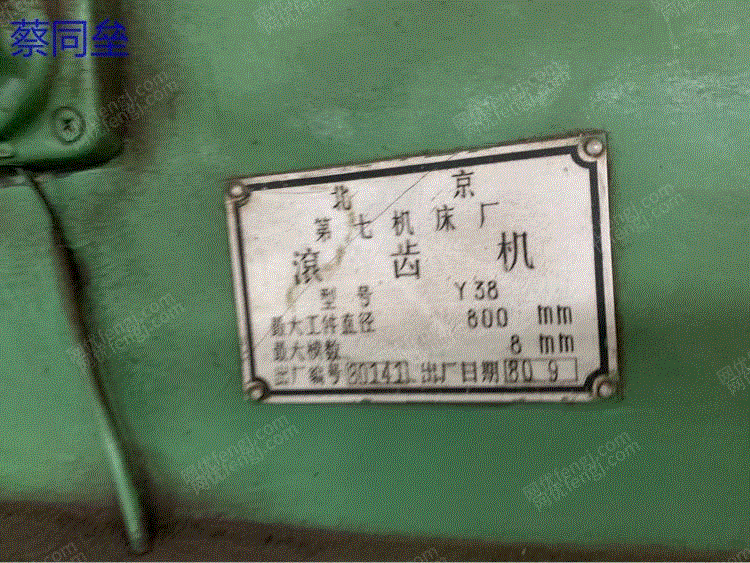 蔡同垒
北 京
第七机床厂
滚齿机
型号 Y38
最大工件直径 800 mm
最大模数 8 mm
出厂编号 801411 出厂日期 80 9